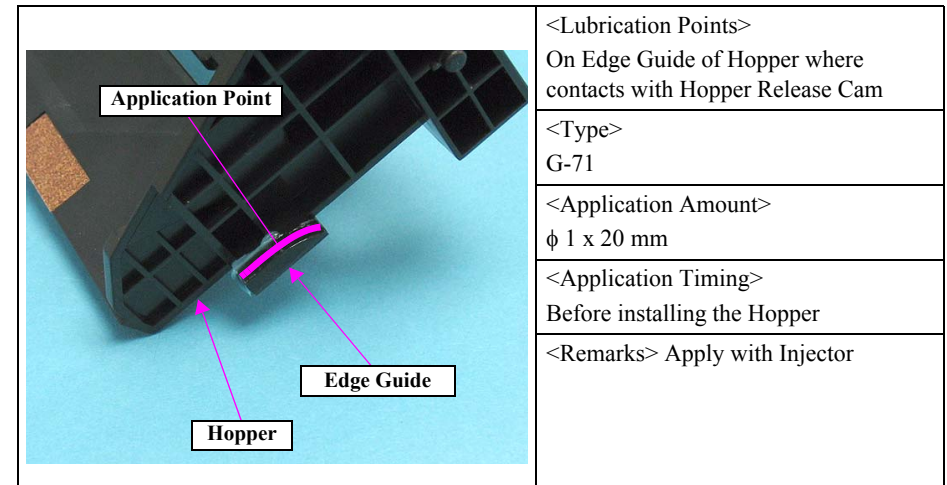 Application Point
Edge Guide
Hopper
<Lubrication Points>
On Edge Guide of Hopper where
contacts with Hopper Release Cam
<Type>
G-71
<Application Amount>
ϕ 1 x 20 mm
<Application Timing>
Before installing the Hopper
<Remarks> Apply with Injector